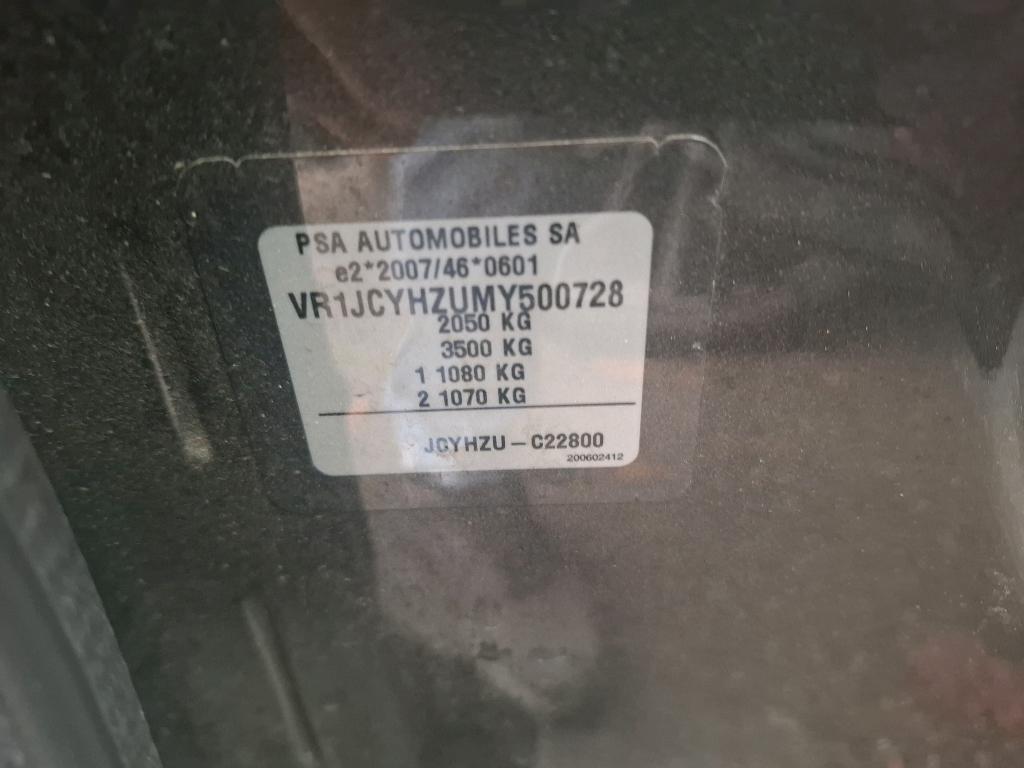 PSA AUTOMOBILES SA
e2*2007/46*0601
VR1JCYHZUMY500728
2050 KG
3500 KG
1 1080 KG
2 1070 KG
JCYHZU – C22800
200602412